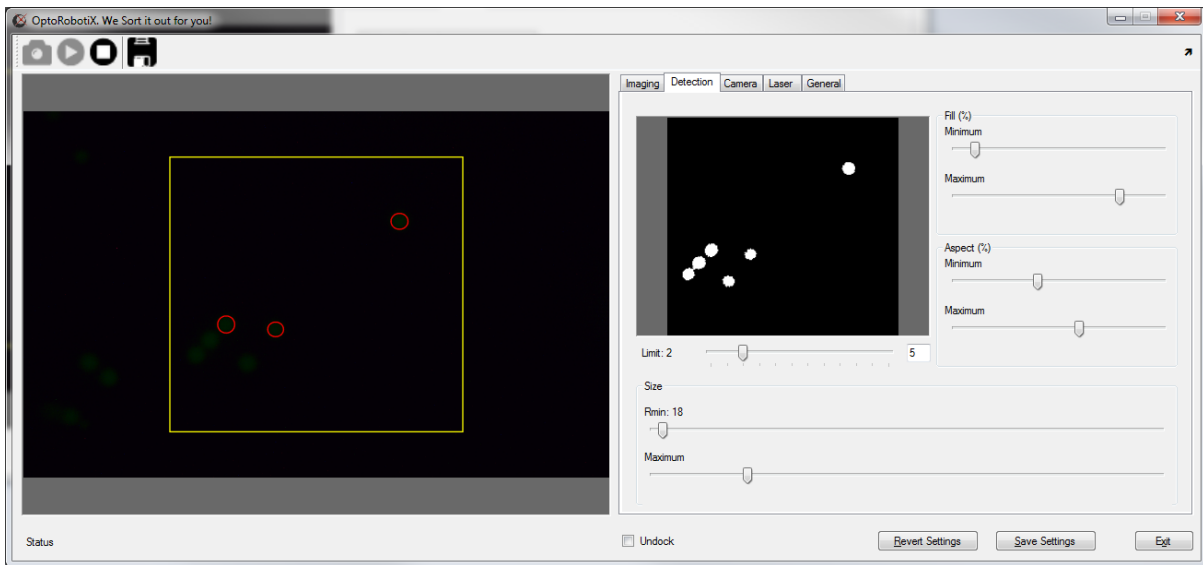 OptoRobotiX. We Sort it out for you!
Imaging Detection Camera Laser General
Fill (%)
Minimum
Maximum
Aspect (%)
Minimum
Maximum
Limit: 2 5
Size
Rmin: 18
Maximum
Status Undock Revert Settings Save Settings Exit